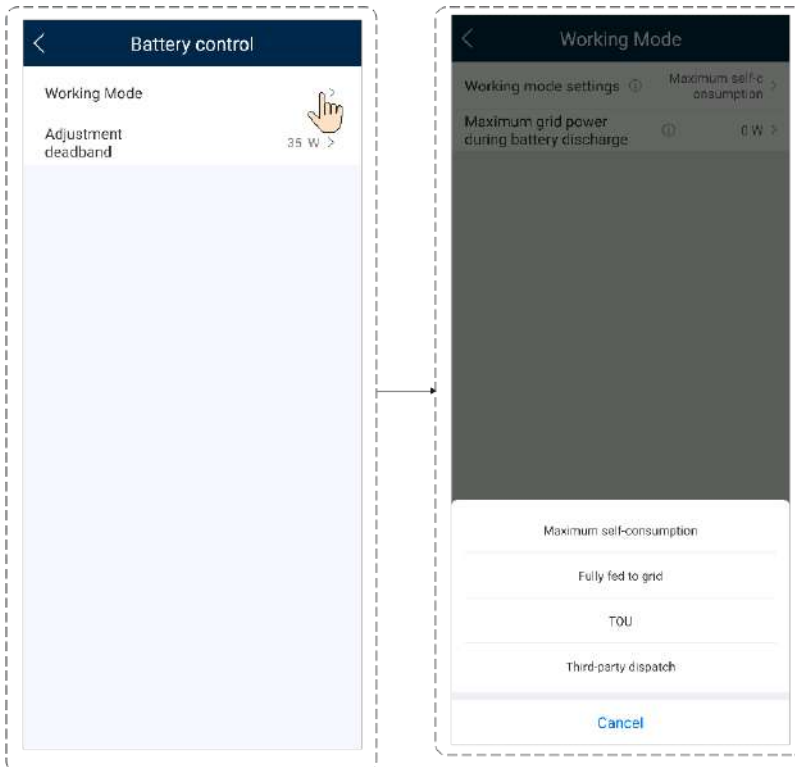 Battery control
Working Mode
Adjustment
deadband
35 W
Working Mode
Working mode settings
Maximum self-c
onsumption
Maximum grid power
during battery discharge
0 W
Maximum self-consumption
Fully fed to grid
TOU
Third-party dispatch
Cancel